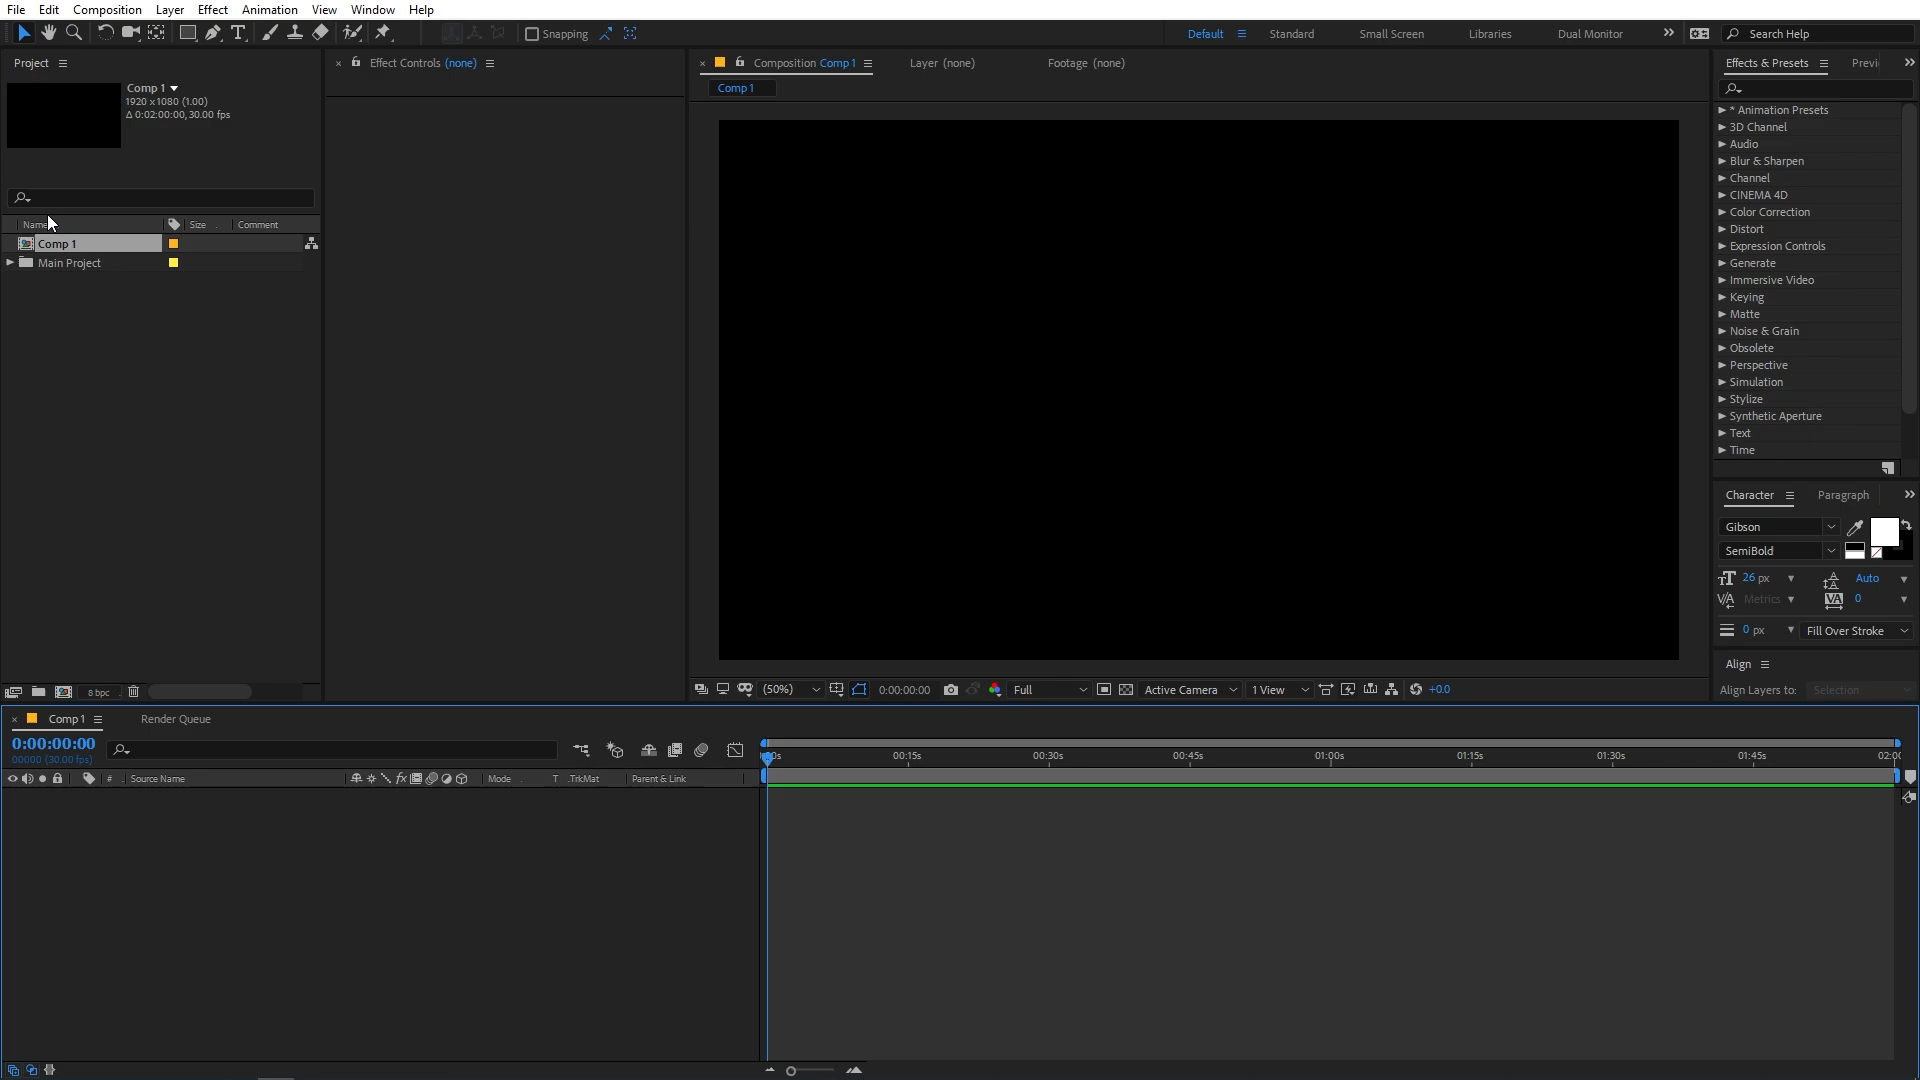 File Edit Composition Layer Effect Animation View Window Help
Snapping
Default Standard Small Screen Libraries Dual Monitor Search Help
Project
Comp 1
1920 x 1080 (1.00)
Δ 0:02:00:00, 30.00 fps
Name Size Comment
Comp 1
Main Project
8 bpc
Effect Controls (none)
Composition Comp 1 Layer (none) Footage (none)
Comp 1
(50%) 0:00:00:00 Full Active Camera 1 View +0.0
Effects & Presets Previ
* Animation Presets
3D Channel
Audio
Blur & Sharpen
Channel
CINEMA 4D
Color Correction
Distort
Expression Controls
Generate
Immersive Video
Keying
Matte
Noise & Grain
Obsolete
Perspective
Simulation
Stylize
Synthetic Aperture
Text
Time
Character Paragraph
Gibson
SemiBold
26 px Auto
Metrics 0
0 px Fill Over Stroke
Align
Align Layers to: Selection
Comp 1 Render Queue
0:00:00:00
00000 (30.00 fps)
# Source Name Mode T .TrkMat Parent & Link
00:15s 00:30s 00:45s 01:00s 01:15s 01:30s 01:45s